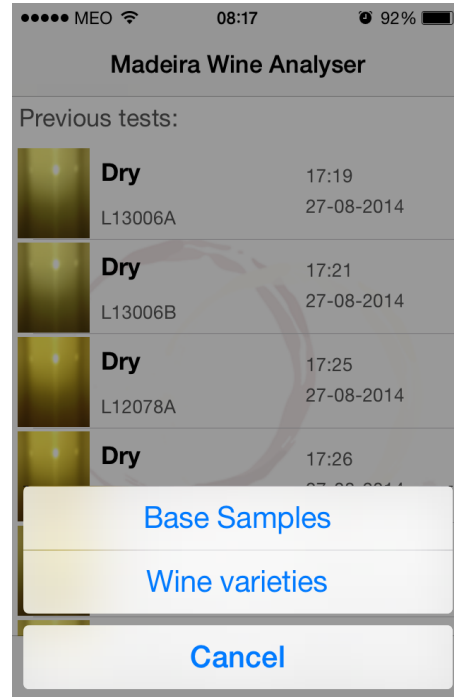 MEO 08:17 92%
Madeira Wine Analyser
Previous tests:
Dry 17:19
L13006A 27-08-2014
Dry 17:21
L13006B 27-08-2014
Dry 17:25
L12078A 27-08-2014
Dry 17:26
Base Samples
Wine varieties
Cancel